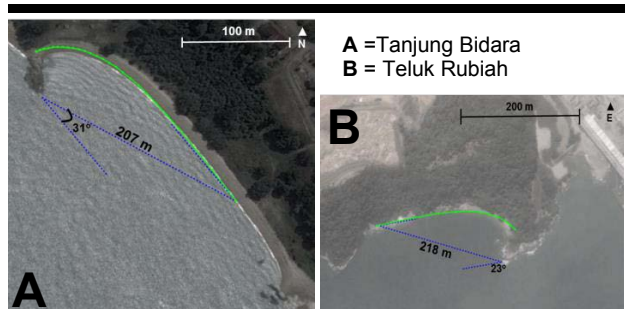 100 m
N
31°
207 m
A
A =Tanjung Bidara
B = Teluk Rubiah
B
200 m
E
218 m
23°